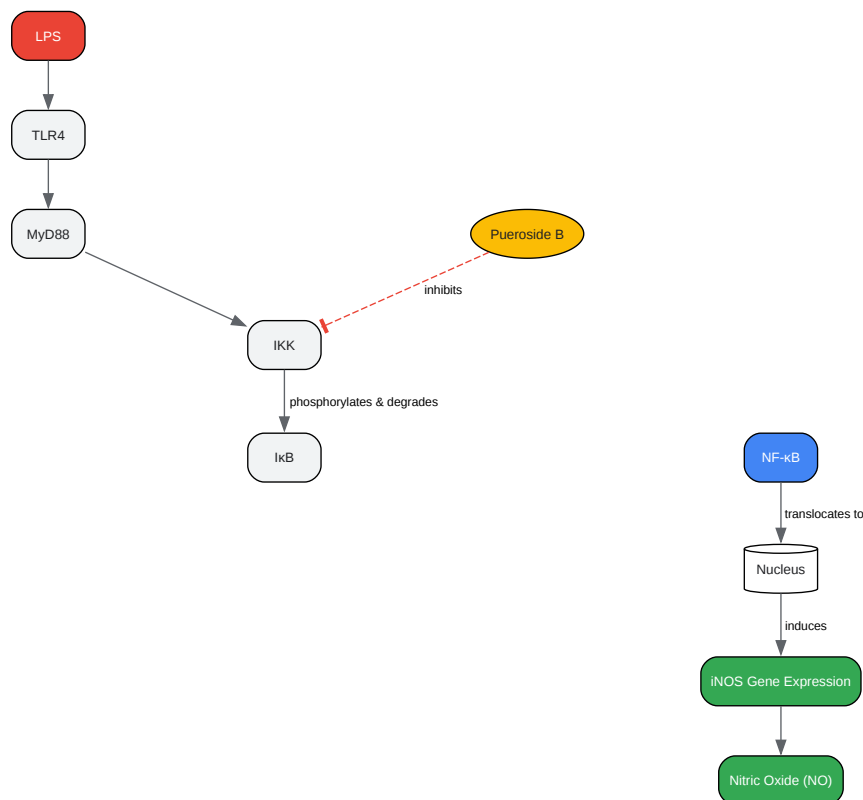 LPS
TLR4
MyD88
Pueroside B
inhibits
IKK
phosphorylates & degrades
IκB
NF-κB
translocates to
Nucleus
induces
iNOS Gene Expression
Nitric Oxide (NO)